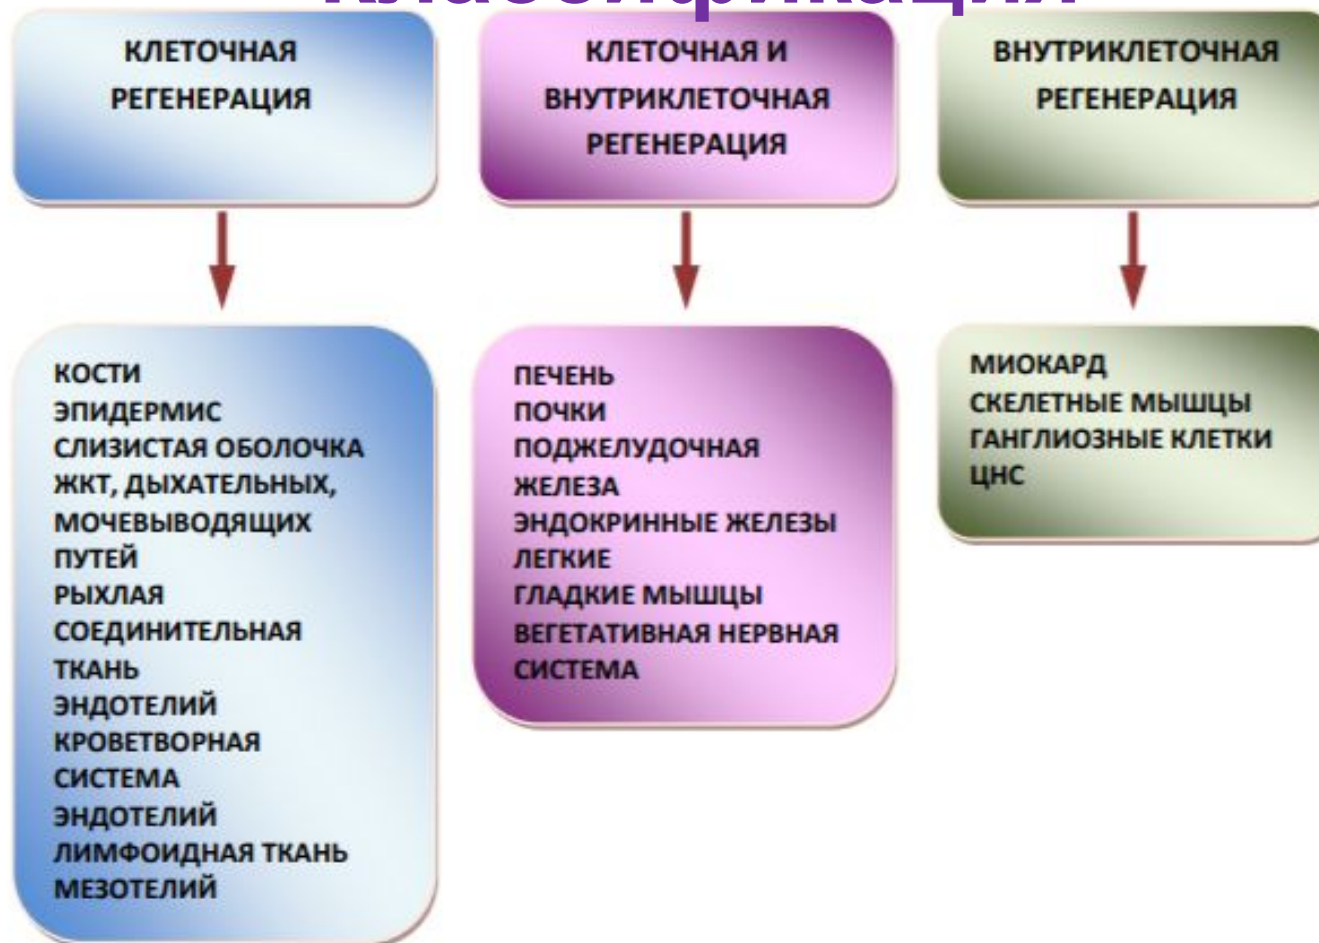 Классификация
КЛЕТОЧНАЯ
РЕГЕНЕРАЦИЯ
КЛЕТОЧНАЯ И
ВНУТРИКЛЕТОЧНАЯ
РЕГЕНЕРАЦИЯ
ВНУТРИКЛЕТОЧНАЯ
РЕГЕНЕРАЦИЯ
КОСТИ
ЭПИДЕРМИС
СЛИЗИСТАЯ ОБОЛОЧКА
ЖКТ, ДЫХАТЕЛЬНЫХ,
МОЧЕВЫВОДЯЩИХ
ПУТЕЙ
РЫХЛАЯ
СОЕДИНИТЕЛЬНАЯ
ТКАНЬ
ЭНДОТЕЛИЙ
КРОВЕТВОРНАЯ
СИСТЕМА
ЭНДОТЕЛИЙ
ЛИМФОИДНАЯ ТКАНЬ
МЕЗОТЕЛИЙ
ПЕЧЕНЬ
ПОЧКИ
ПОДЖЕЛУДОЧНАЯ
ЖЕЛЕЗА
ЭНДОКРИННЫЕ ЖЕЛЕЗЫ
ЛЕГКИЕ
ГЛАДКИЕ МЫШЦЫ
ВЕГЕТАТИВНАЯ НЕРВНАЯ
СИСТЕМА
МИОКАРД
СКЕЛЕТНЫЕ МЫШЦЫ
ГАНГЛИОЗНЫЕ КЛЕТКИ
ЦНС